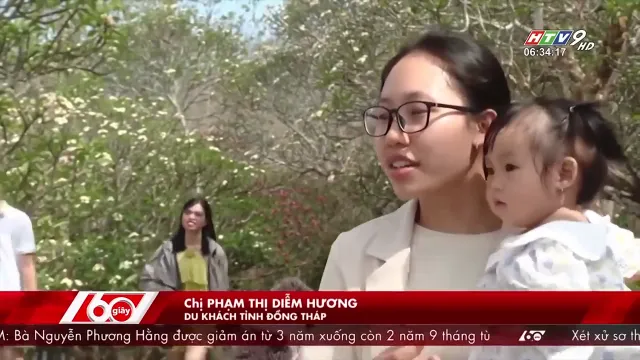 HTV9 HD
06:34:17
60 giây
Chị PHẠM THỊ DIỄM HƯƠNG
DU KHÁCH TỈNH ĐỒNG THÁP
M: Bà Nguyễn Phương Hằng được giảm án từ 3 năm xuống còn 2 năm 9 tháng tù
60 Xét xử sơ th